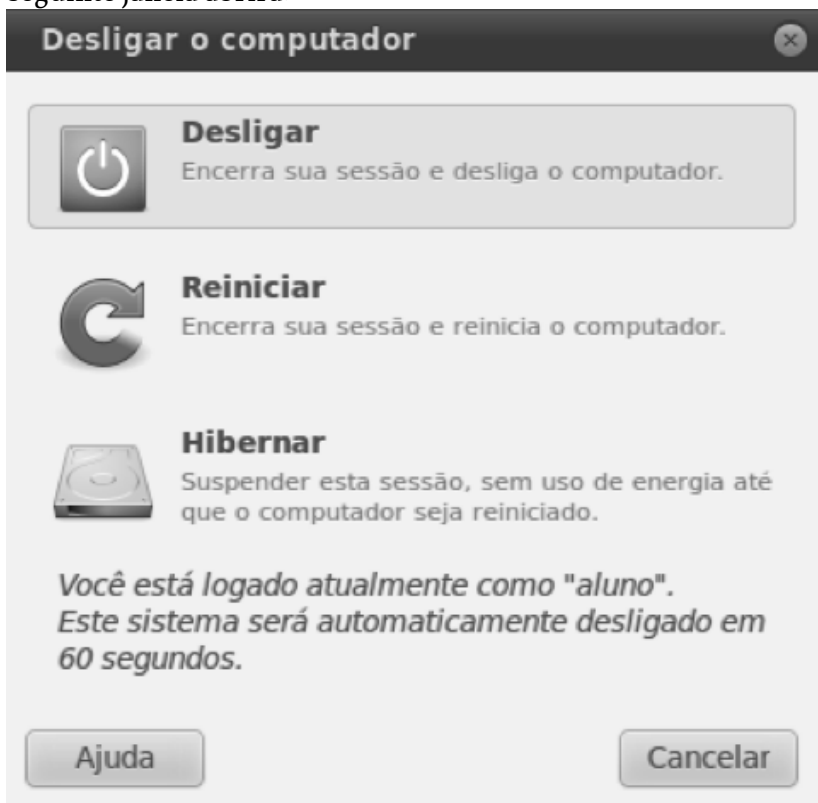 Desligar o computador
Desligar
Encerra sua sessão e desliga o computador.
Reiniciar
Encerra sua sessão e reinicia o computador.
Hibernar
Suspender esta sessão, sem uso de energia até
que o computador seja reiniciado.
Você está logado atualmente como "aluno".
Este sistema será automaticamente desligado em
60 segundos.
Ajuda
Cancelar